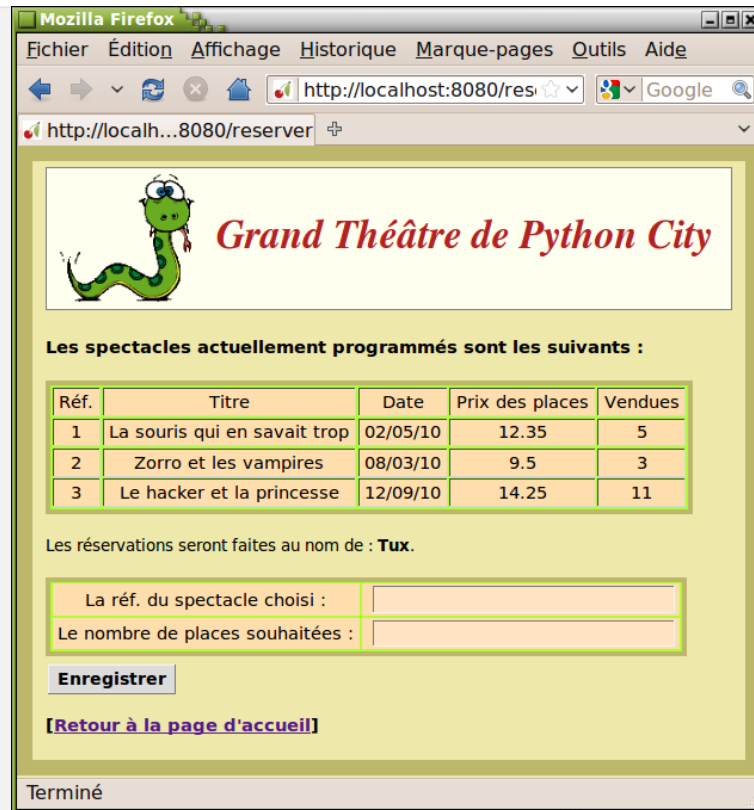 Mozilla Firefox
Fichier Édition Affichage Historique Marque-pages Outils Aide
http://localhost:8080/res Google
http://localh...8080/reserver
Grand Théâtre de Python City
Les spectacles actuellement programmés sont les suivants :
Réf. Titre Date Prix des places Vendues
1 La souris qui en savait trop 02/05/10 12.35 5
2 Zorro et les vampires 08/03/10 9.5 3
3 Le hacker et la princesse 12/09/10 14.25 11
Les réservations seront faites au nom de : Tux.
La réf. du spectacle choisi :
Le nombre de places souhaitées :
Enregistrer
[Retour à la page d'accueil]
Terminé